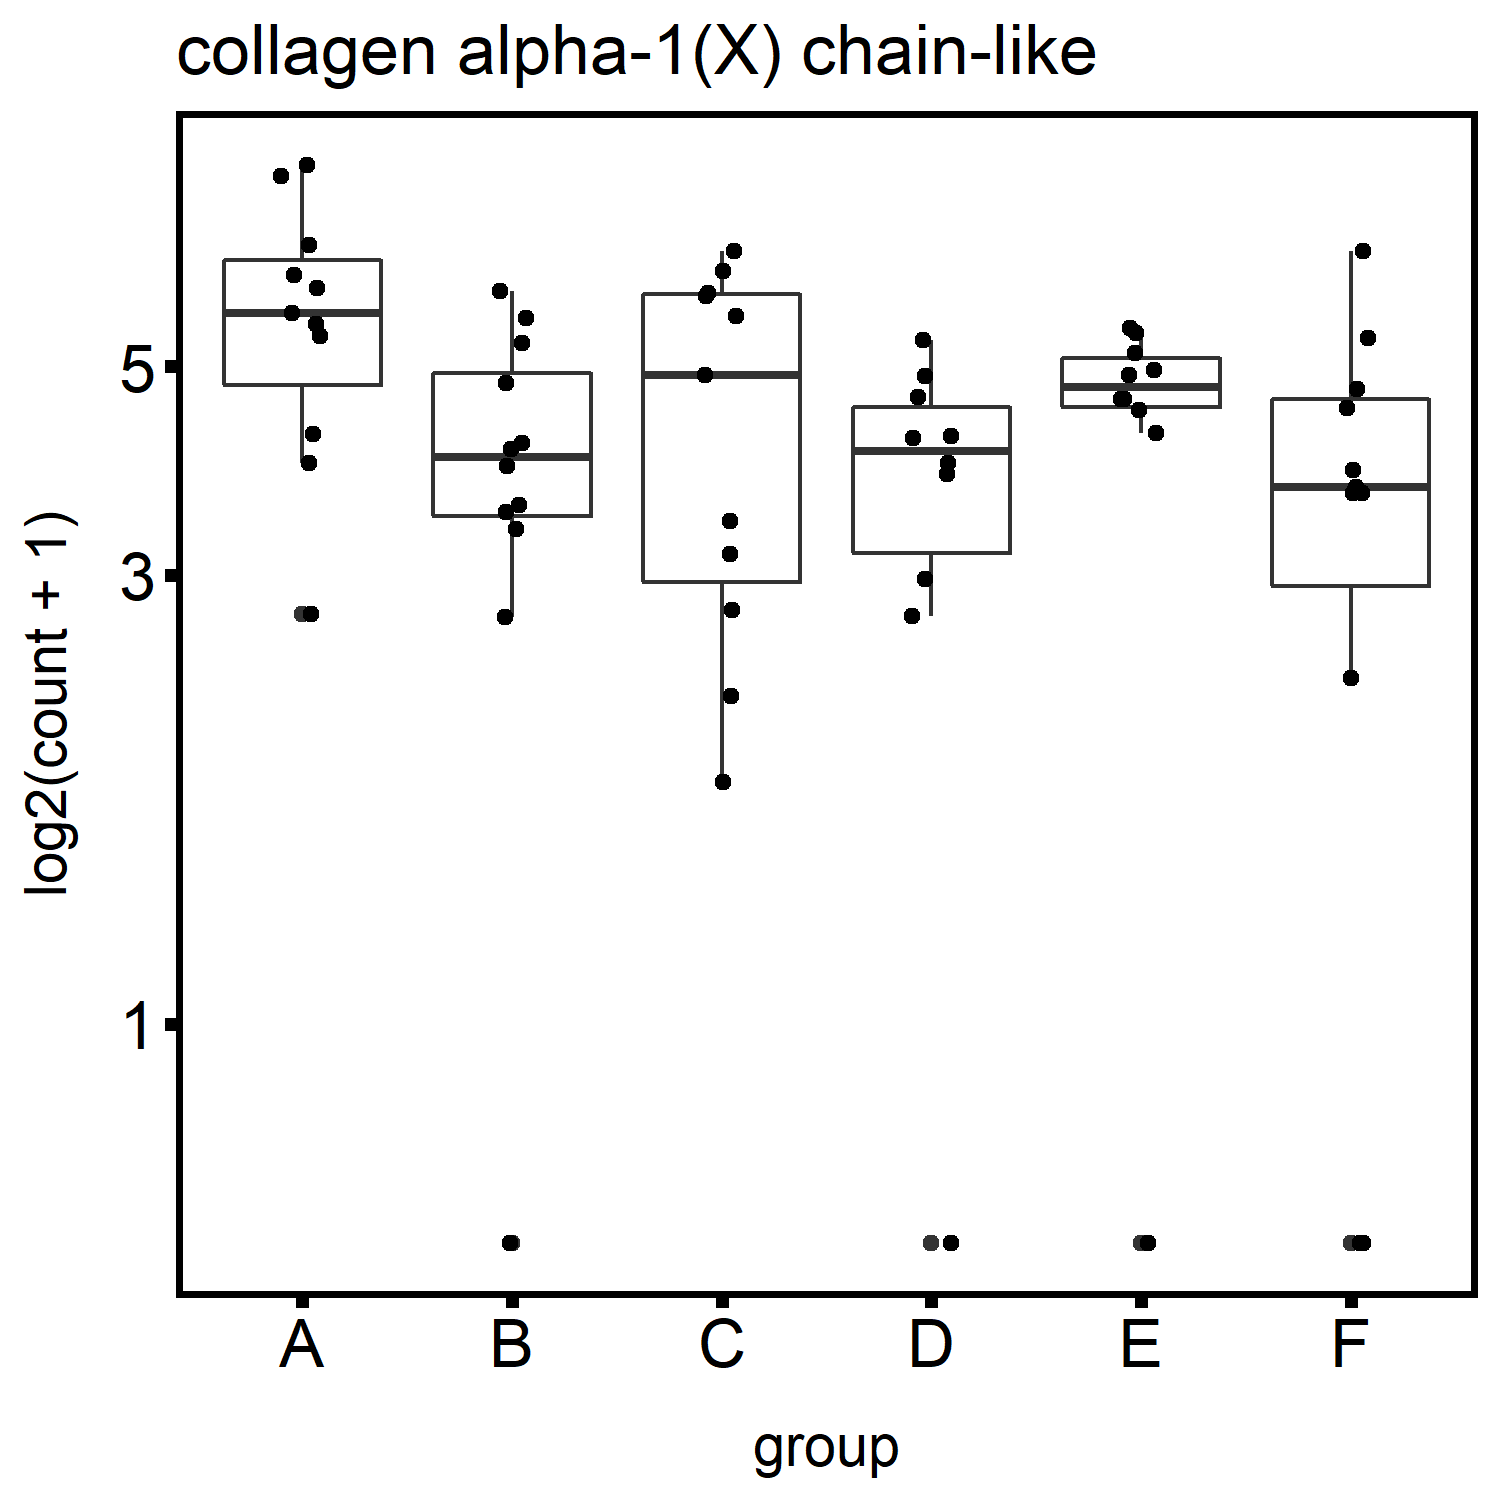 collagen alpha-1(X) chain-like
log2(count + 1)
5
3
1
A B C D E F
group